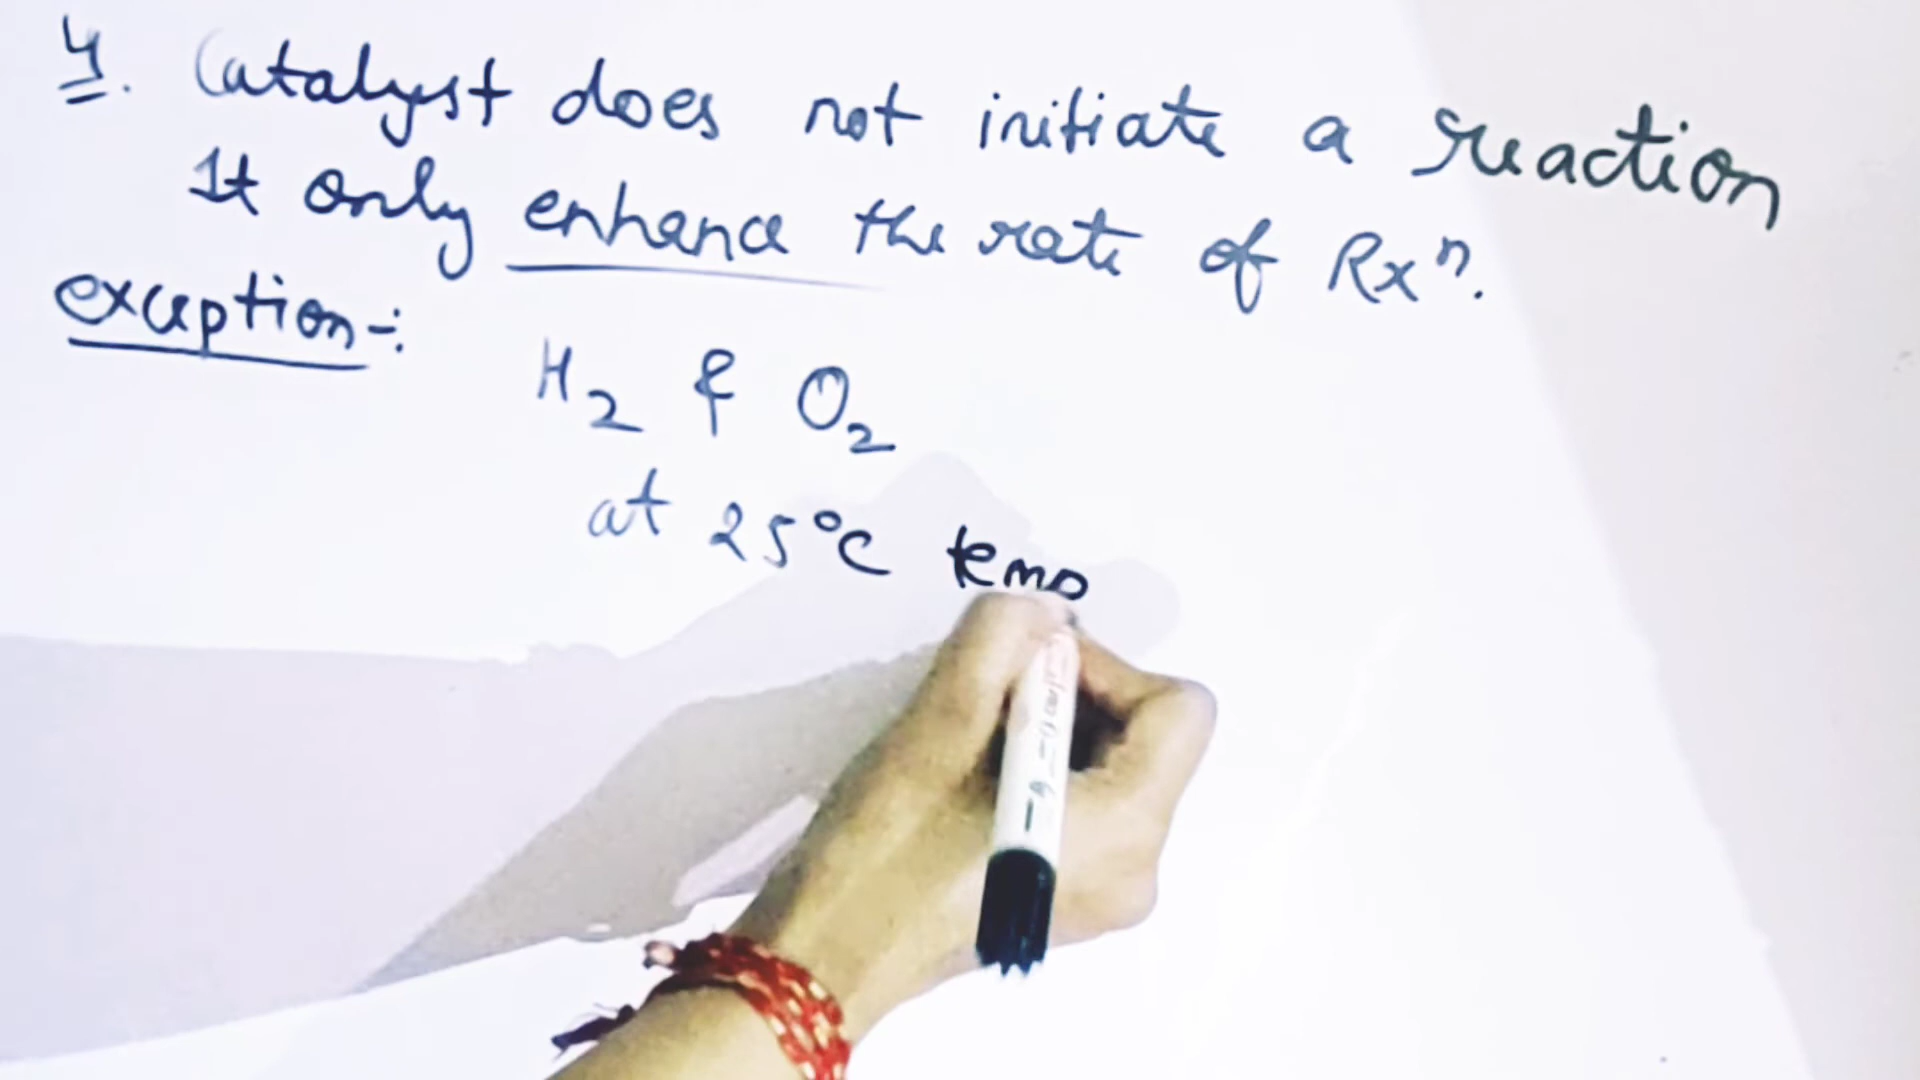 4. Catalyst does not initiate a reaction
It only enhance the rate of Rxⁿ.
exception-:
H₂ & O₂
at 25°C temp